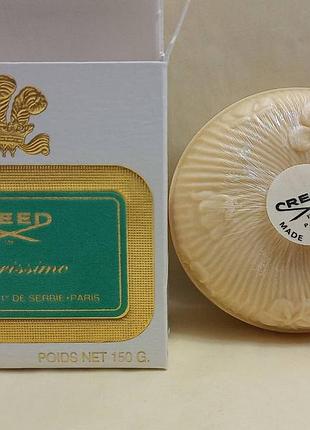 REED
rissimo
DE SERBIE•PARIS
POIDS NET 150 G.
CREED
MADE